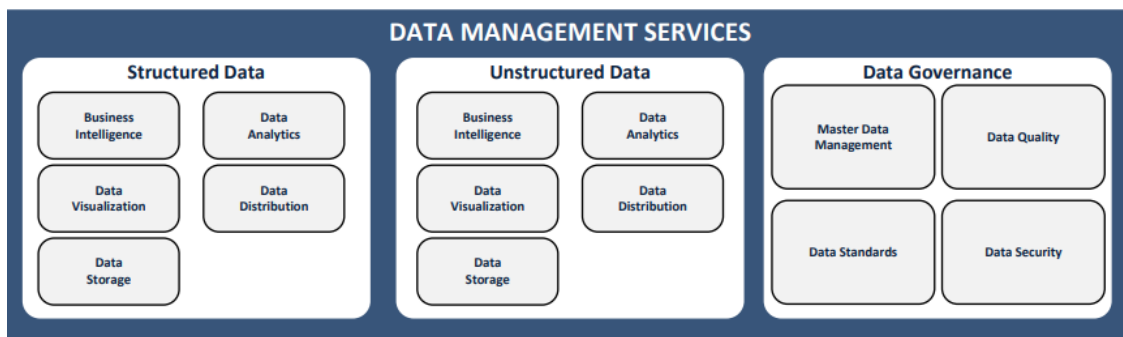 DATA MANAGEMENT SERVICES
Structured Data
Business
Intelligence
Data
Analytics
Data
Visualization
Data
Distribution
Data
Storage
Unstructured Data
Business
Intelligence
Data
Analytics
Data
Visualization
Data
Distribution
Data
Storage
Data Governance
Master Data
Management
Data Quality
Data Standards
Data Security